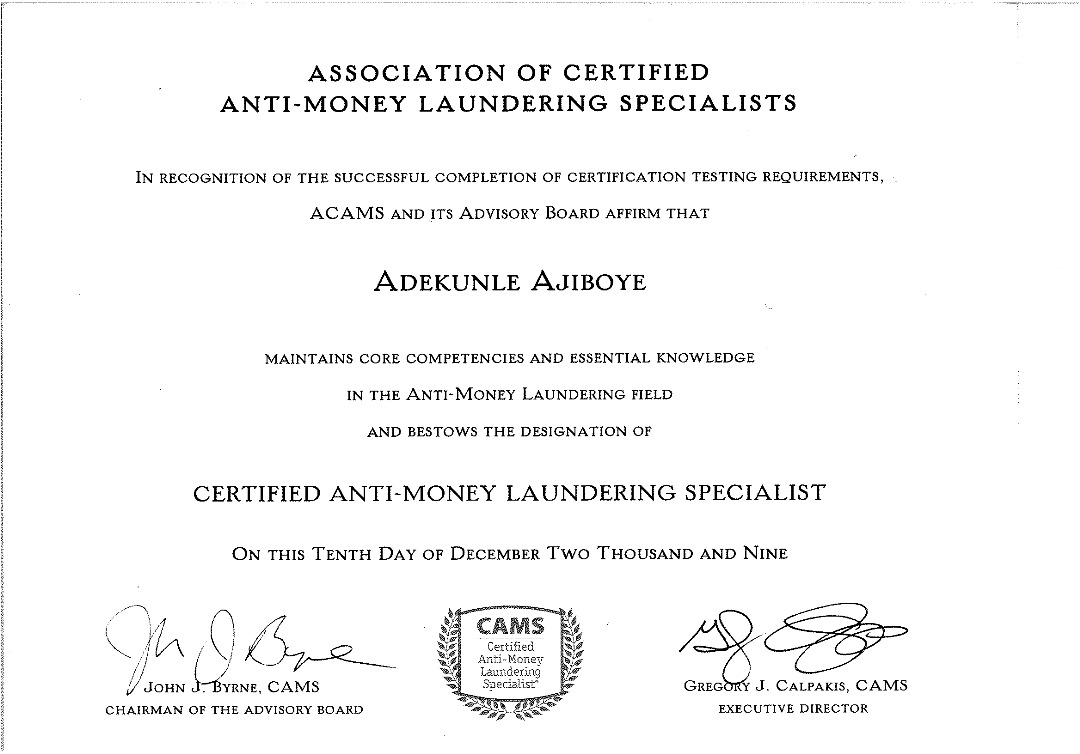 ASSOCIATION OF CERTIFIED
ANTI-MONEY LAUNDERING SPECIALISTS
IN RECOGNITION OF THE SUCCESSFUL COMPLETION OF CERTIFICATION TESTING REQUIREMENTS,
ACAMS AND ITS ADVISORY BOARD AFFIRM THAT
ADEKUNLE AJIBOYE
MAINTAINS CORE COMPETENCIES AND ESSENTIAL KNOWLEDGE
IN THE ANTI-MONEY LAUNDERING FIELD
AND BESTOWS THE DESIGNATION OF
CERTIFIED ANTI-MONEY LAUNDERING SPECIALIST
ON THIS TENTH DAY OF DECEMBER TWO THOUSAND AND NINE
John J. Byrne
JOHN J. BYRNE, CAMS
CHAIRMAN OF THE ADVISORY BOARD
CAMS
Certified
Anti-Money
Laundering
Specialist®
GREGORY J. CALPAKIS, CAMS
EXECUTIVE DIRECTOR